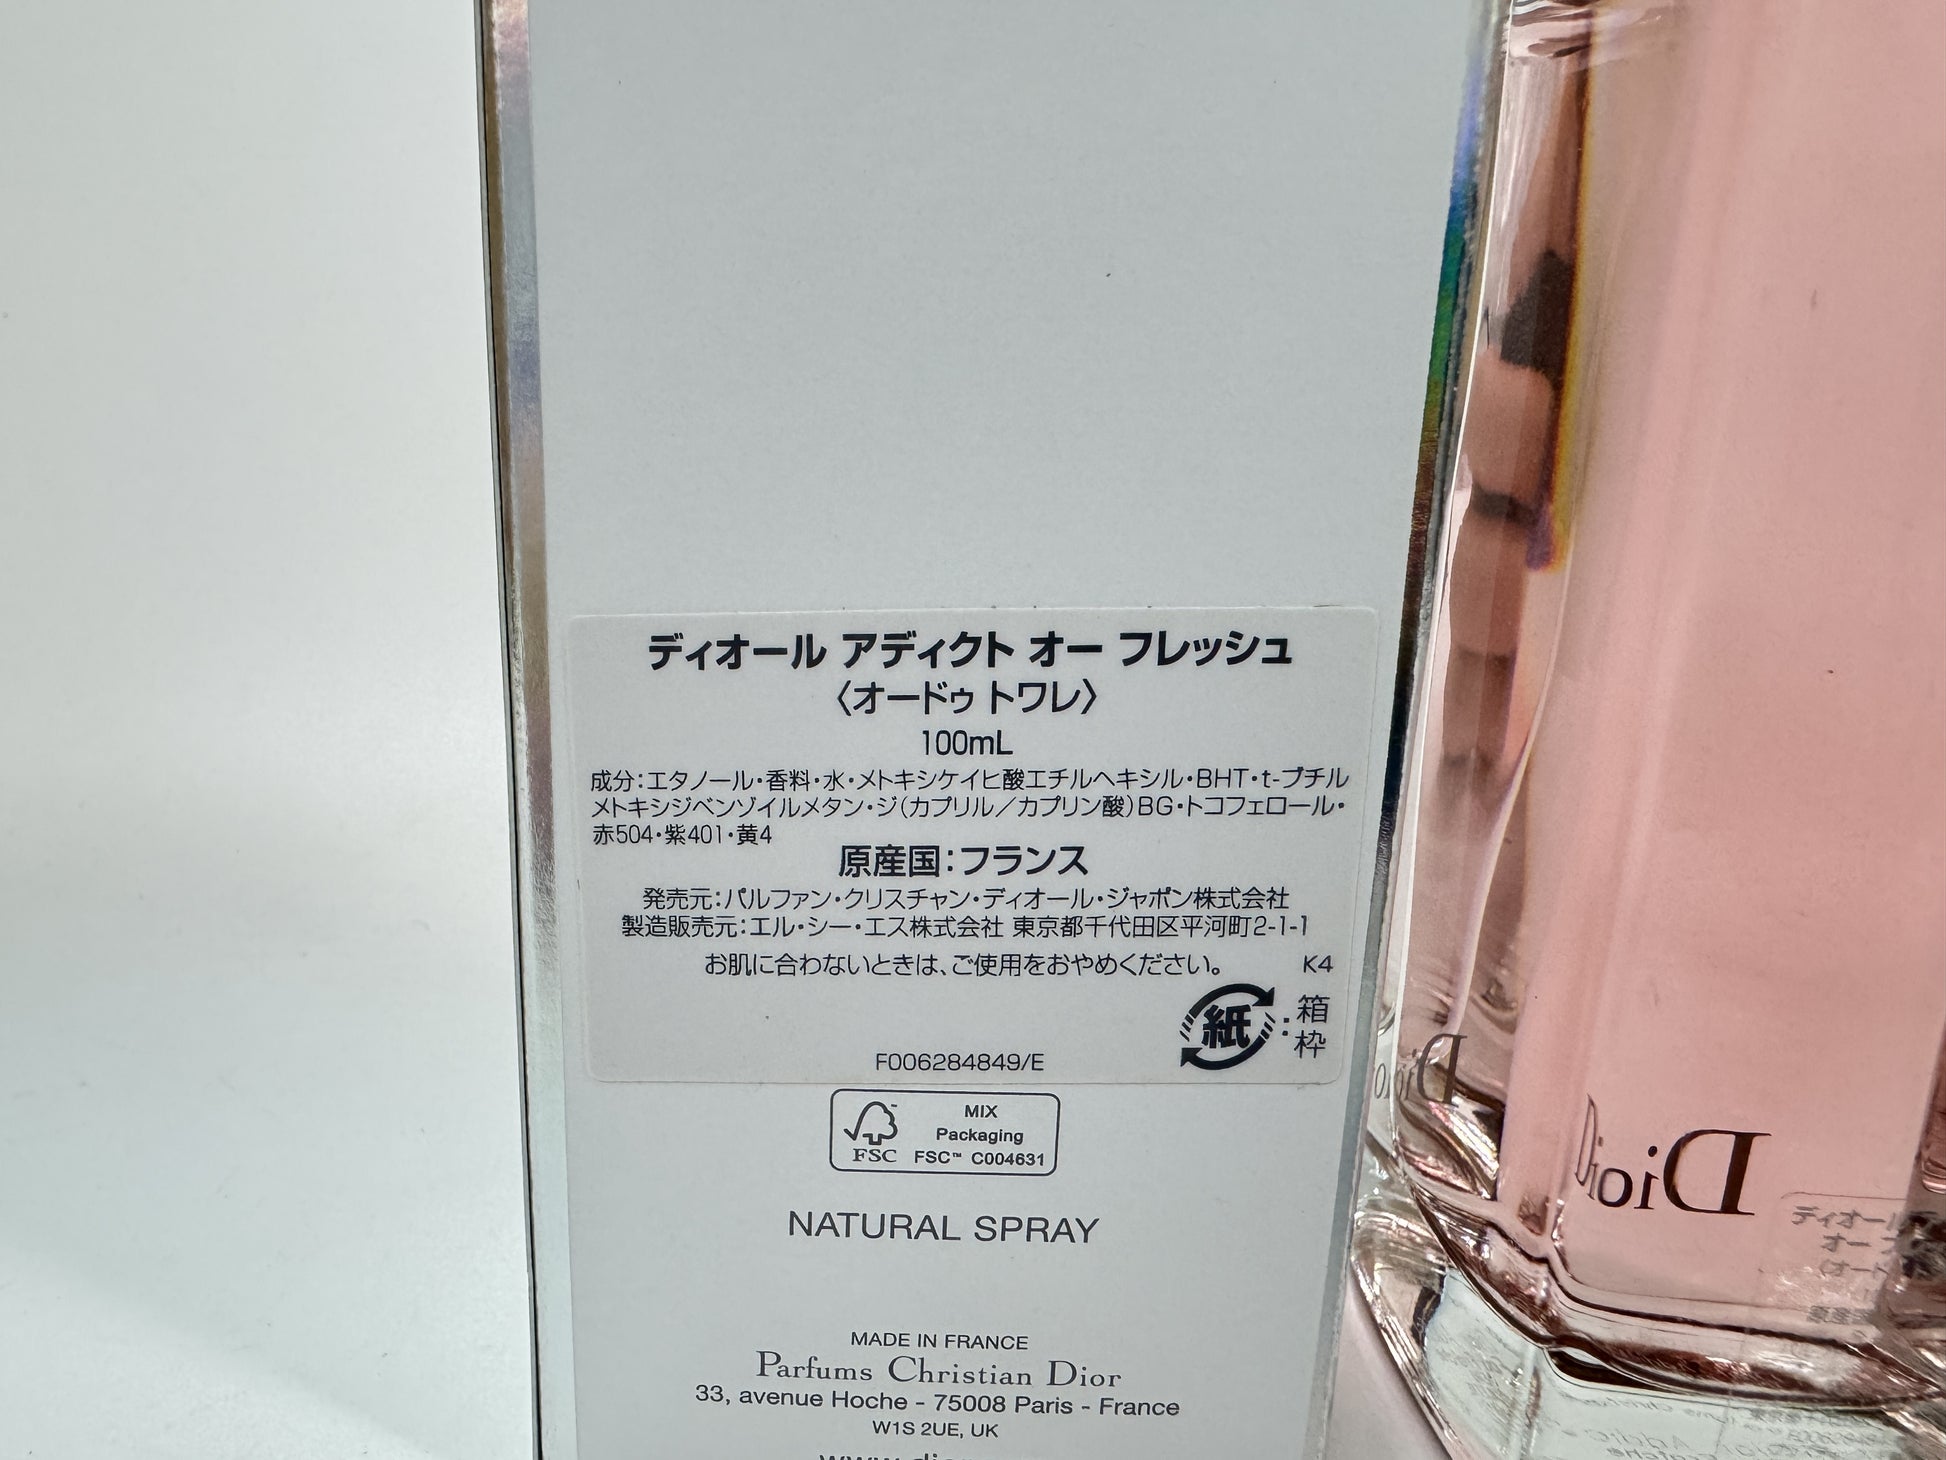 ディオール アディクト オー フレッシュ
〈オードゥ トワレ〉
100mL
成分：エタノール・香料・水・メトキシケイヒ酸エチルヘキシル・BHT・t-ブチル
メトキシジベンゾイルメタン・ジ（カプリル／カプリン酸）BG・トコフェロール・
赤504・紫401・黄4
原産国：フランス
発売元：パルファン・クリスチャン・ディオール・ジャポン株式会社
製造販売元：エル・シー・エス株式会社 東京都千代田区平河町2-1-1
お肌に合わないときは、ご使用をおやめください。 K4
紙：箱
枠
F006284849/E
FSC
MIX
Packaging
FSC™ C004631
NATURAL SPRAY
MADE IN FRANCE
Parfums Christian Dior
33, avenue Hoche - 75008 Paris - France
W1S 2UE, UK
Dior
Dior
ディオール
オー